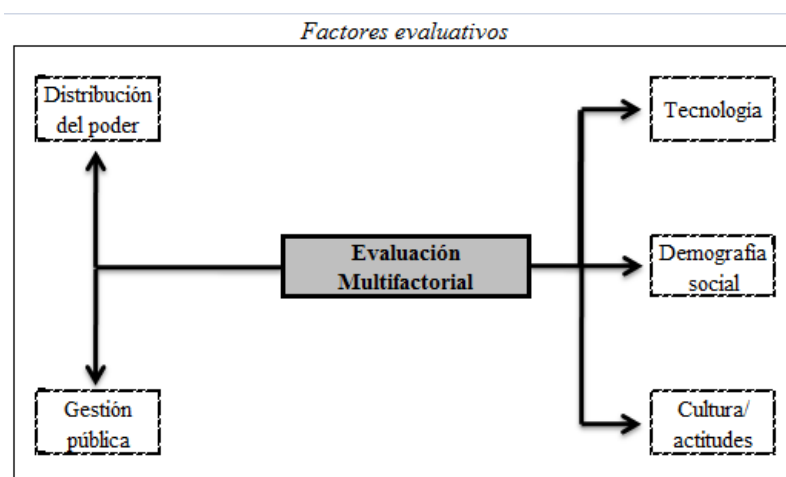 Factores evaluativos
Distribución
del poder
Tecnología
Evaluación
Multifactorial
Demografía
social
Gestión
pública
Cultura/
actitudes